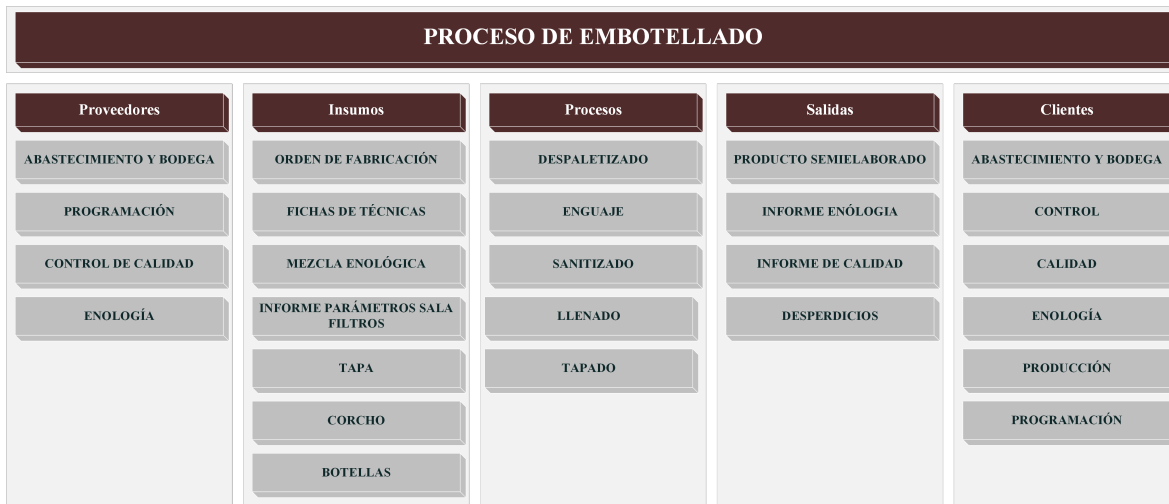 PROCESO DE EMBOTELLADO
Proveedores
ABASTECIMIENTO Y BODEGA
PROGRAMACIÓN
CONTROL DE CALIDAD
ENOLOGÍA
Insumos
ORDEN DE FABRICACIÓN
FICHAS DE TÉCNICAS
MEZCLA ENOLÓGICA
INFORME PARÁMETROS SALA
FILTROS
TAPA
CORCHO
BOTELLAS
Procesos
DESPALETIZADO
ENGUAJE
SANITIZADO
LLENADO
TAPADO
Salidas
PRODUCTO SEMIELABORADO
INFORME ENÓLOGIA
INFORME DE CALIDAD
DESPERDICIOS
Clientes
ABASTECIMIENTO Y BODEGA
CONTROL
CALIDAD
ENOLOGÍA
PRODUCCIÓN
PROGRAMACIÓN